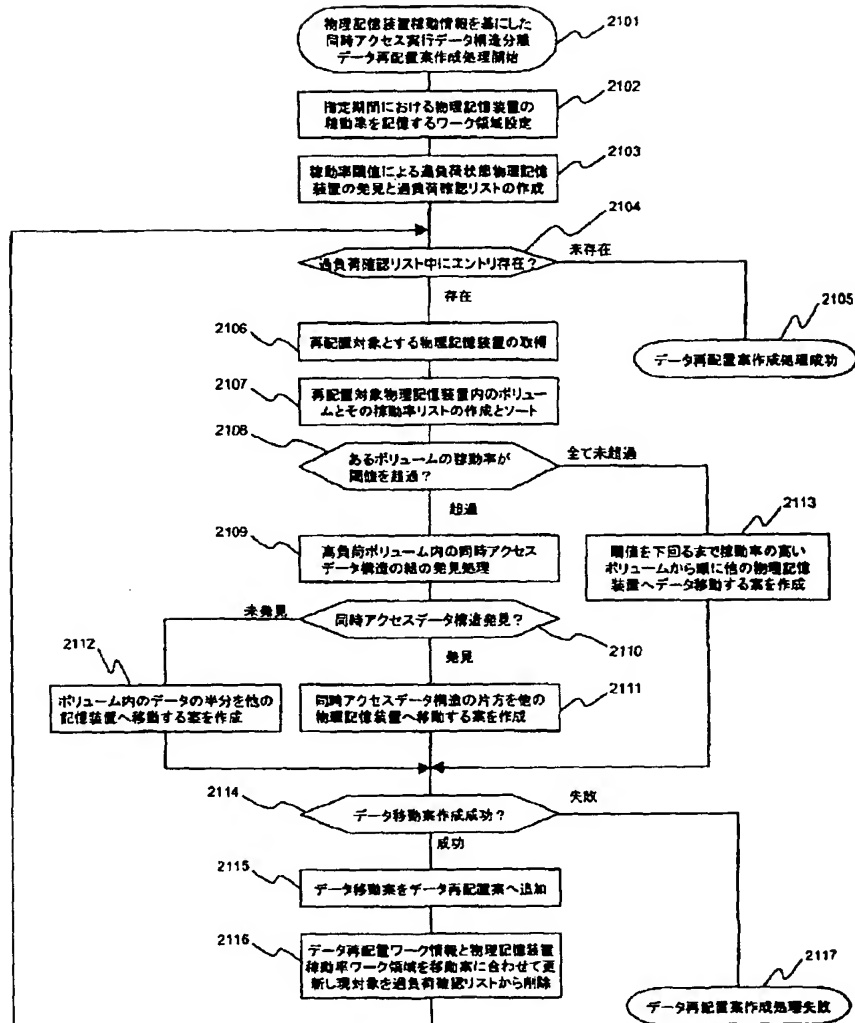 物理記憶装置稼動情報を基にした
同時アクセス実行データ構造分離
データ再配置案作成処理開始
2101
指定期間における物理記憶装置の
稼動率を記憶するワーク領域設定
2102
稼動率閾値による過負荷状態物理記憶
装置の発見と過負荷確認リストの作成
2103
2104
過負荷確認リスト中にエントリ存在?
未存在
存在
2105
データ再配置案作成処理成功
2106
再配置対象とする物理記憶装置の取得
2107
再配置対象物理記憶装置内のボリュー
ムとその稼動率リストの作成とソート
2108
あるボリュームの稼動率が
閾値を超過?
全て未超過
超過
2113
閾値を下回るまで稼動率の高い
ボリュームから順に他の物理記憶
装置へデータ移動する案を作成
2109
高負荷ボリューム内の同時アクセス
データ構造の組の発見処理
未発見
同時アクセスデータ構造発見?
2110
発見
2112
ボリューム内のデータの半分を他の
記憶装置へ移動する案を作成
同時アクセスデータ構造の片方を他の
物理記憶装置へ移動する案を作成
2111
2114
データ移動案作成成功?
失敗
成功
2115
データ移動案をデータ再配置案へ追加
2116
データ再配置ワーク情報と物理記憶装置
稼動率ワーク領域を移動案に合わせて更
新し現対象を過負荷確認リストから削除
2117
データ再配置案作成処理失敗